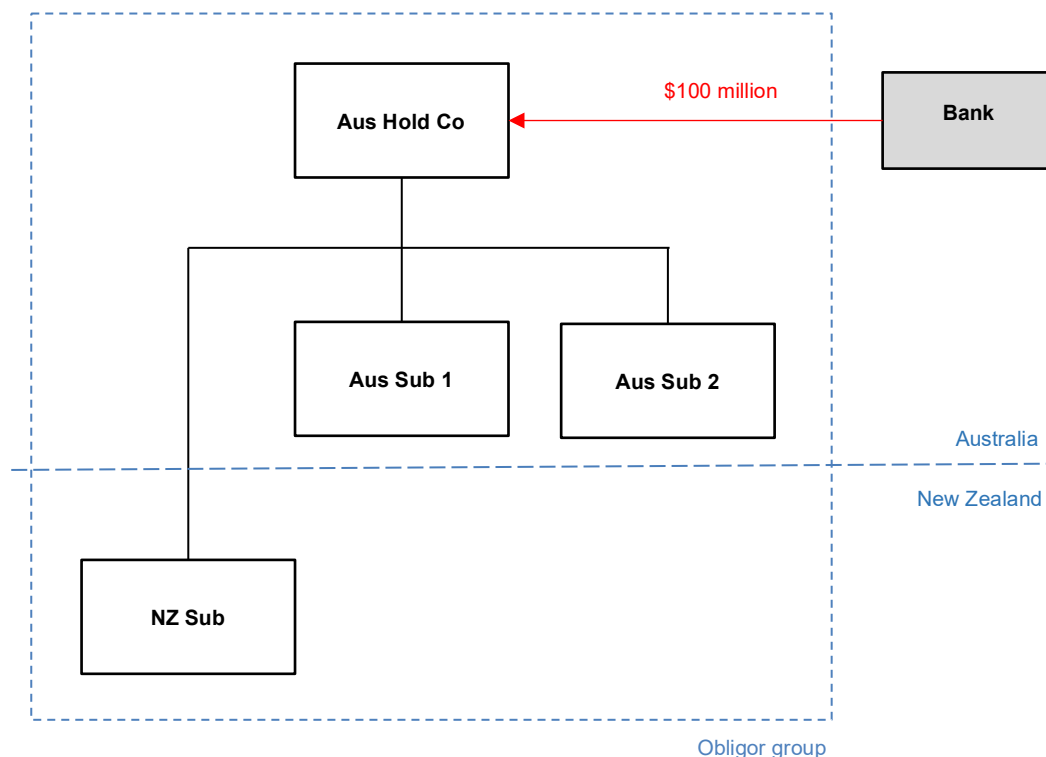 $100 million
Bank
Aus Hold Co
Aus Sub 1
Aus Sub 2
Australia
New Zealand
NZ Sub
Obligor group